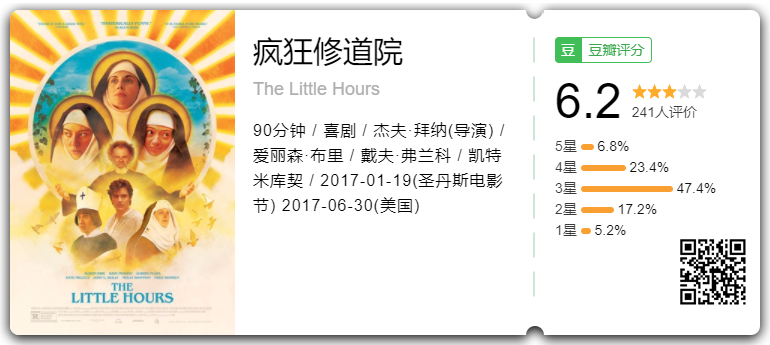 疯狂修道院
The Little Hours
90分钟 / 喜剧 / 杰夫·拜纳(导演) /
爱丽森·布里 / 戴夫·弗兰科 / 凯特
米库契 / 2017-01-19(圣丹斯电影
节) 2017-06-30(美国)
豆 豆瓣评分
6.2
241人评价
5星 6.8%
4星 23.4%
3星 47.4%
2星 17.2%
1星 5.2%
THE
LITTLE HOURS